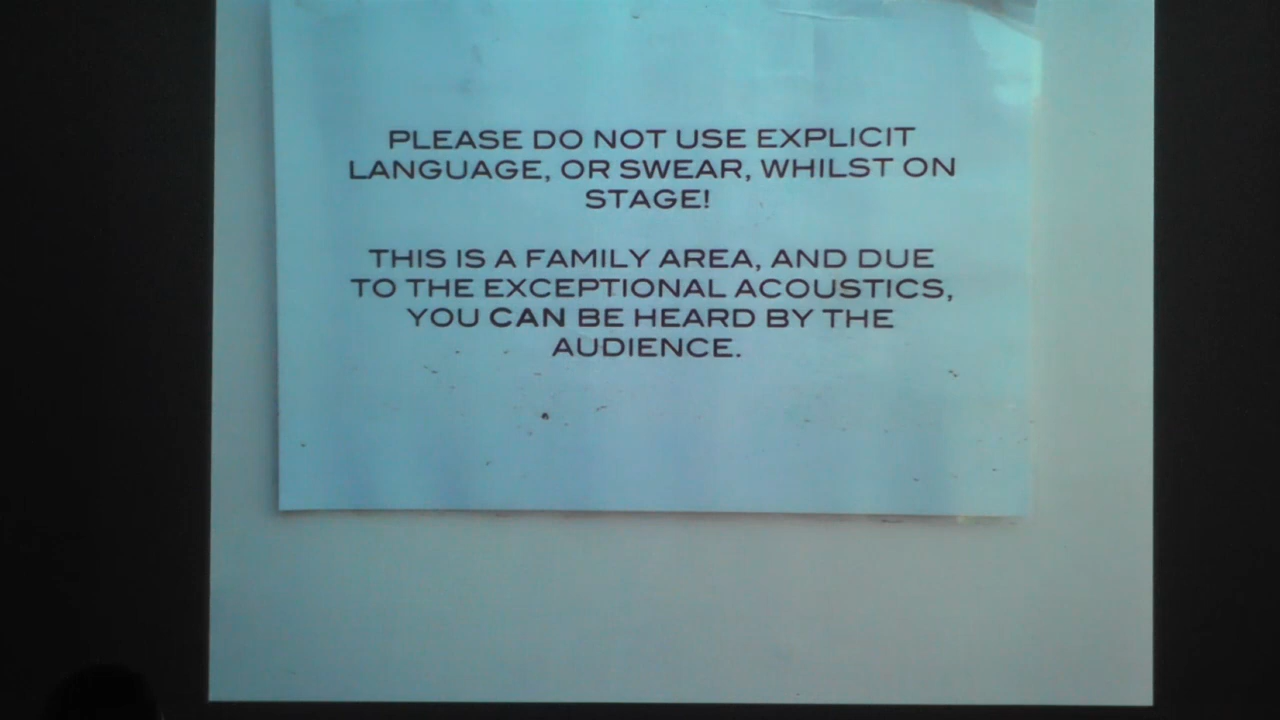 PLEASE DO NOT USE EXPLICIT
LANGUAGE, OR SWEAR, WHILST ON
STAGE!
THIS IS A FAMILY AREA, AND DUE
TO THE EXCEPTIONAL ACOUSTICS,
YOU CAN BE HEARD BY THE
AUDIENCE.